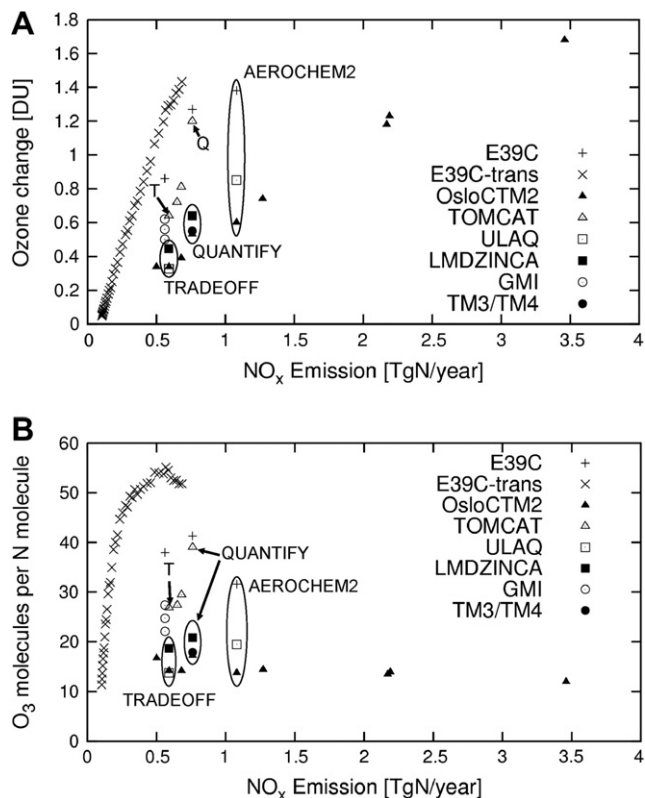 A
Ozone change [DU]
1.8
1.6
1.4
1.2
1
0.8
0.6
0.4
0.2
0
AEROCHEM2
Q
T
QUANTIFY
TRADEOFF
E39C
E39C-trans
OsloCTM2
TOMCAT
ULAQ
LMDZINCA
GMI
TM3/TM4
0 0.5 1 1.5 2 2.5 3 3.5 4
NOx Emission [TgN/year]
B
O3 molecules per N molecule
60
50
40
30
20
10
0
QUANTIFY
T
AEROCHEM2
TRADEOFF
E39C
E39C-trans
OsloCTM2
TOMCAT
ULAQ
LMDZINCA
GMI
TM3/TM4
0 0.5 1 1.5 2 2.5 3 3.5 4
NOx Emission [TgN/year]